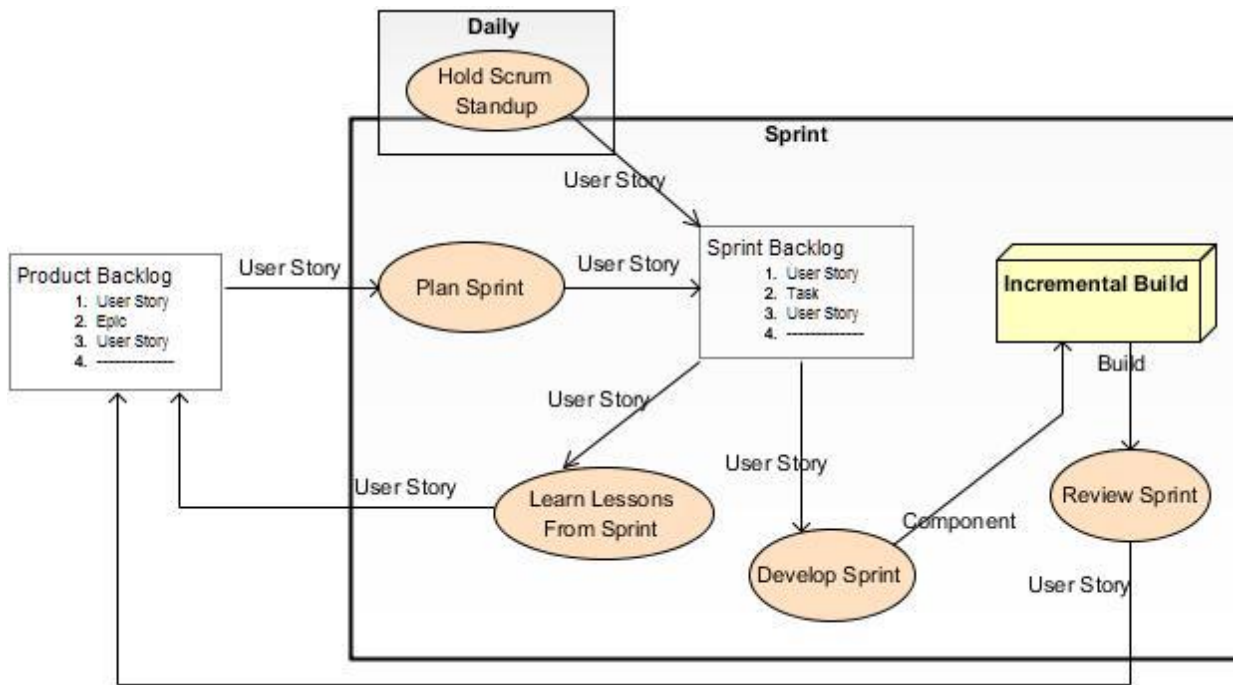 Daily
Hold Scrum
Standup
Sprint
User Story
Product Backlog
1. User Story
2. Epic
3. User Story
4. ---------------
User Story
Plan Sprint
User Story
Sprint Backlog
1. User Story
2. Task
3. User Story
4. ---------------
Incremental Build
Build
User Story
User Story
User Story
Learn Lessons
From Sprint
Review Sprint
Component
Develop Sprint
User Story